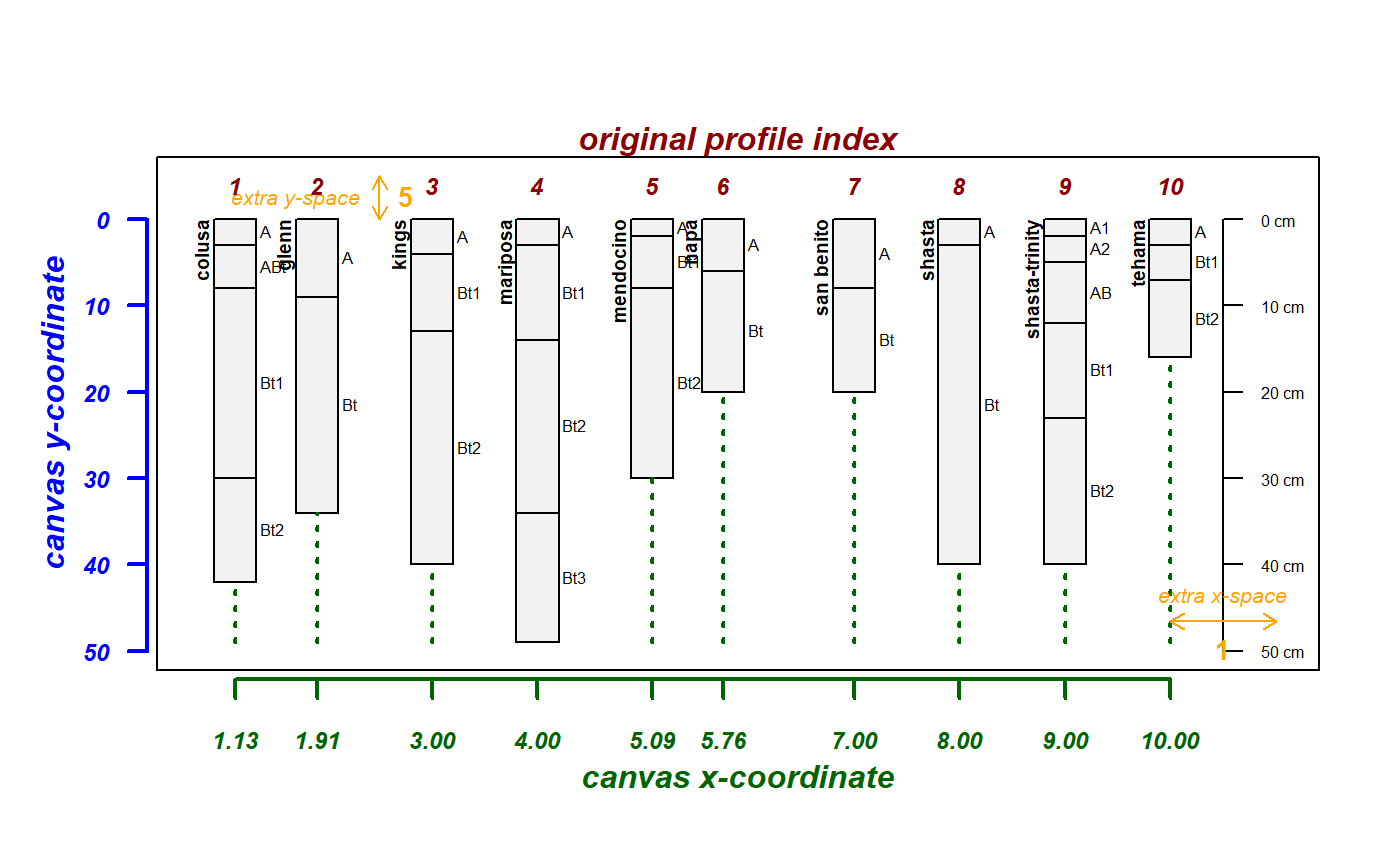 original profile index
1 2 3 4 5 6 7 8 9 10
extra y-space 5
canvas y-coordinate
0
10
20
30
40
50
colusa
A
ABt
Bt1
Bt2
glenn
A
Bt
kings
A
Bt1
Bt2
mariposa
A
Bt1
Bt2
Bt3
mendocino
A
Bt1
Bt2
napa
A
Bt
san benito
A
Bt
shasta
A
Bt
shasta-trinity
A1
A2
AB
Bt1
Bt2
tehama
A
Bt1
Bt2
0 cm
10 cm
20 cm
30 cm
40 cm
50 cm
extra x-space
1
1.13 1.91 3.00 4.00 5.09 5.76 7.00 8.00 9.00 10.00
canvas x-coordinate